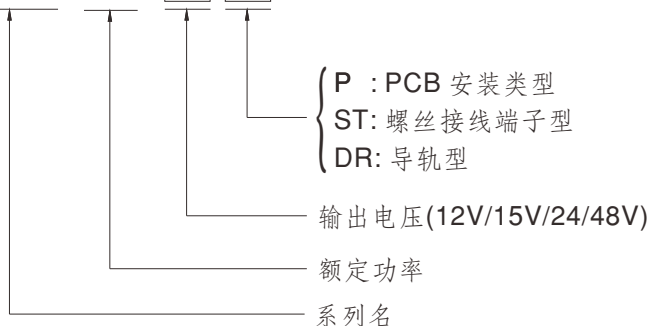 P : PCB 安装类型
ST: 螺丝接线端子型
DR: 导轨型
输出电压(12V/15V/24/48V)
额定功率
系列名